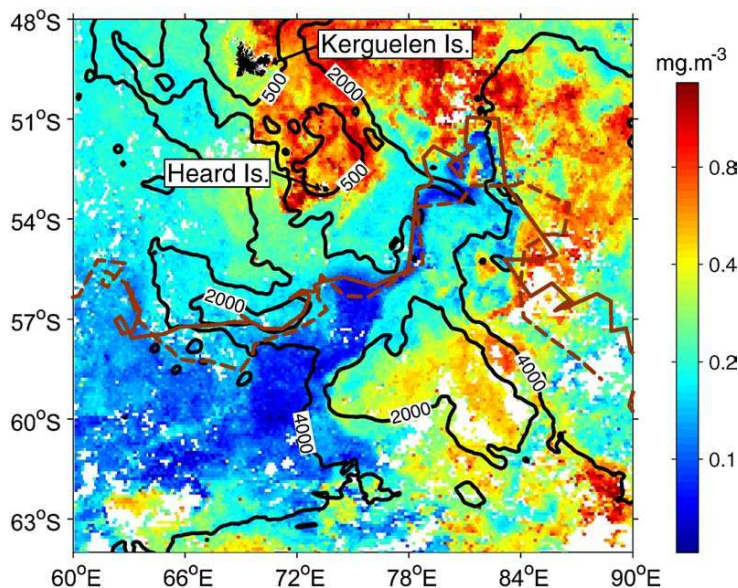 48°S
51°S
54°S
57°S
60°S
63°S
60°E
66°E
72°E
78°E
84°E
90°E
Kerguelen Is.
Heard Is.
500
2000
500
2000
4000
2000
4000
mg.m-3
0.8
0.4
0.2
0.1